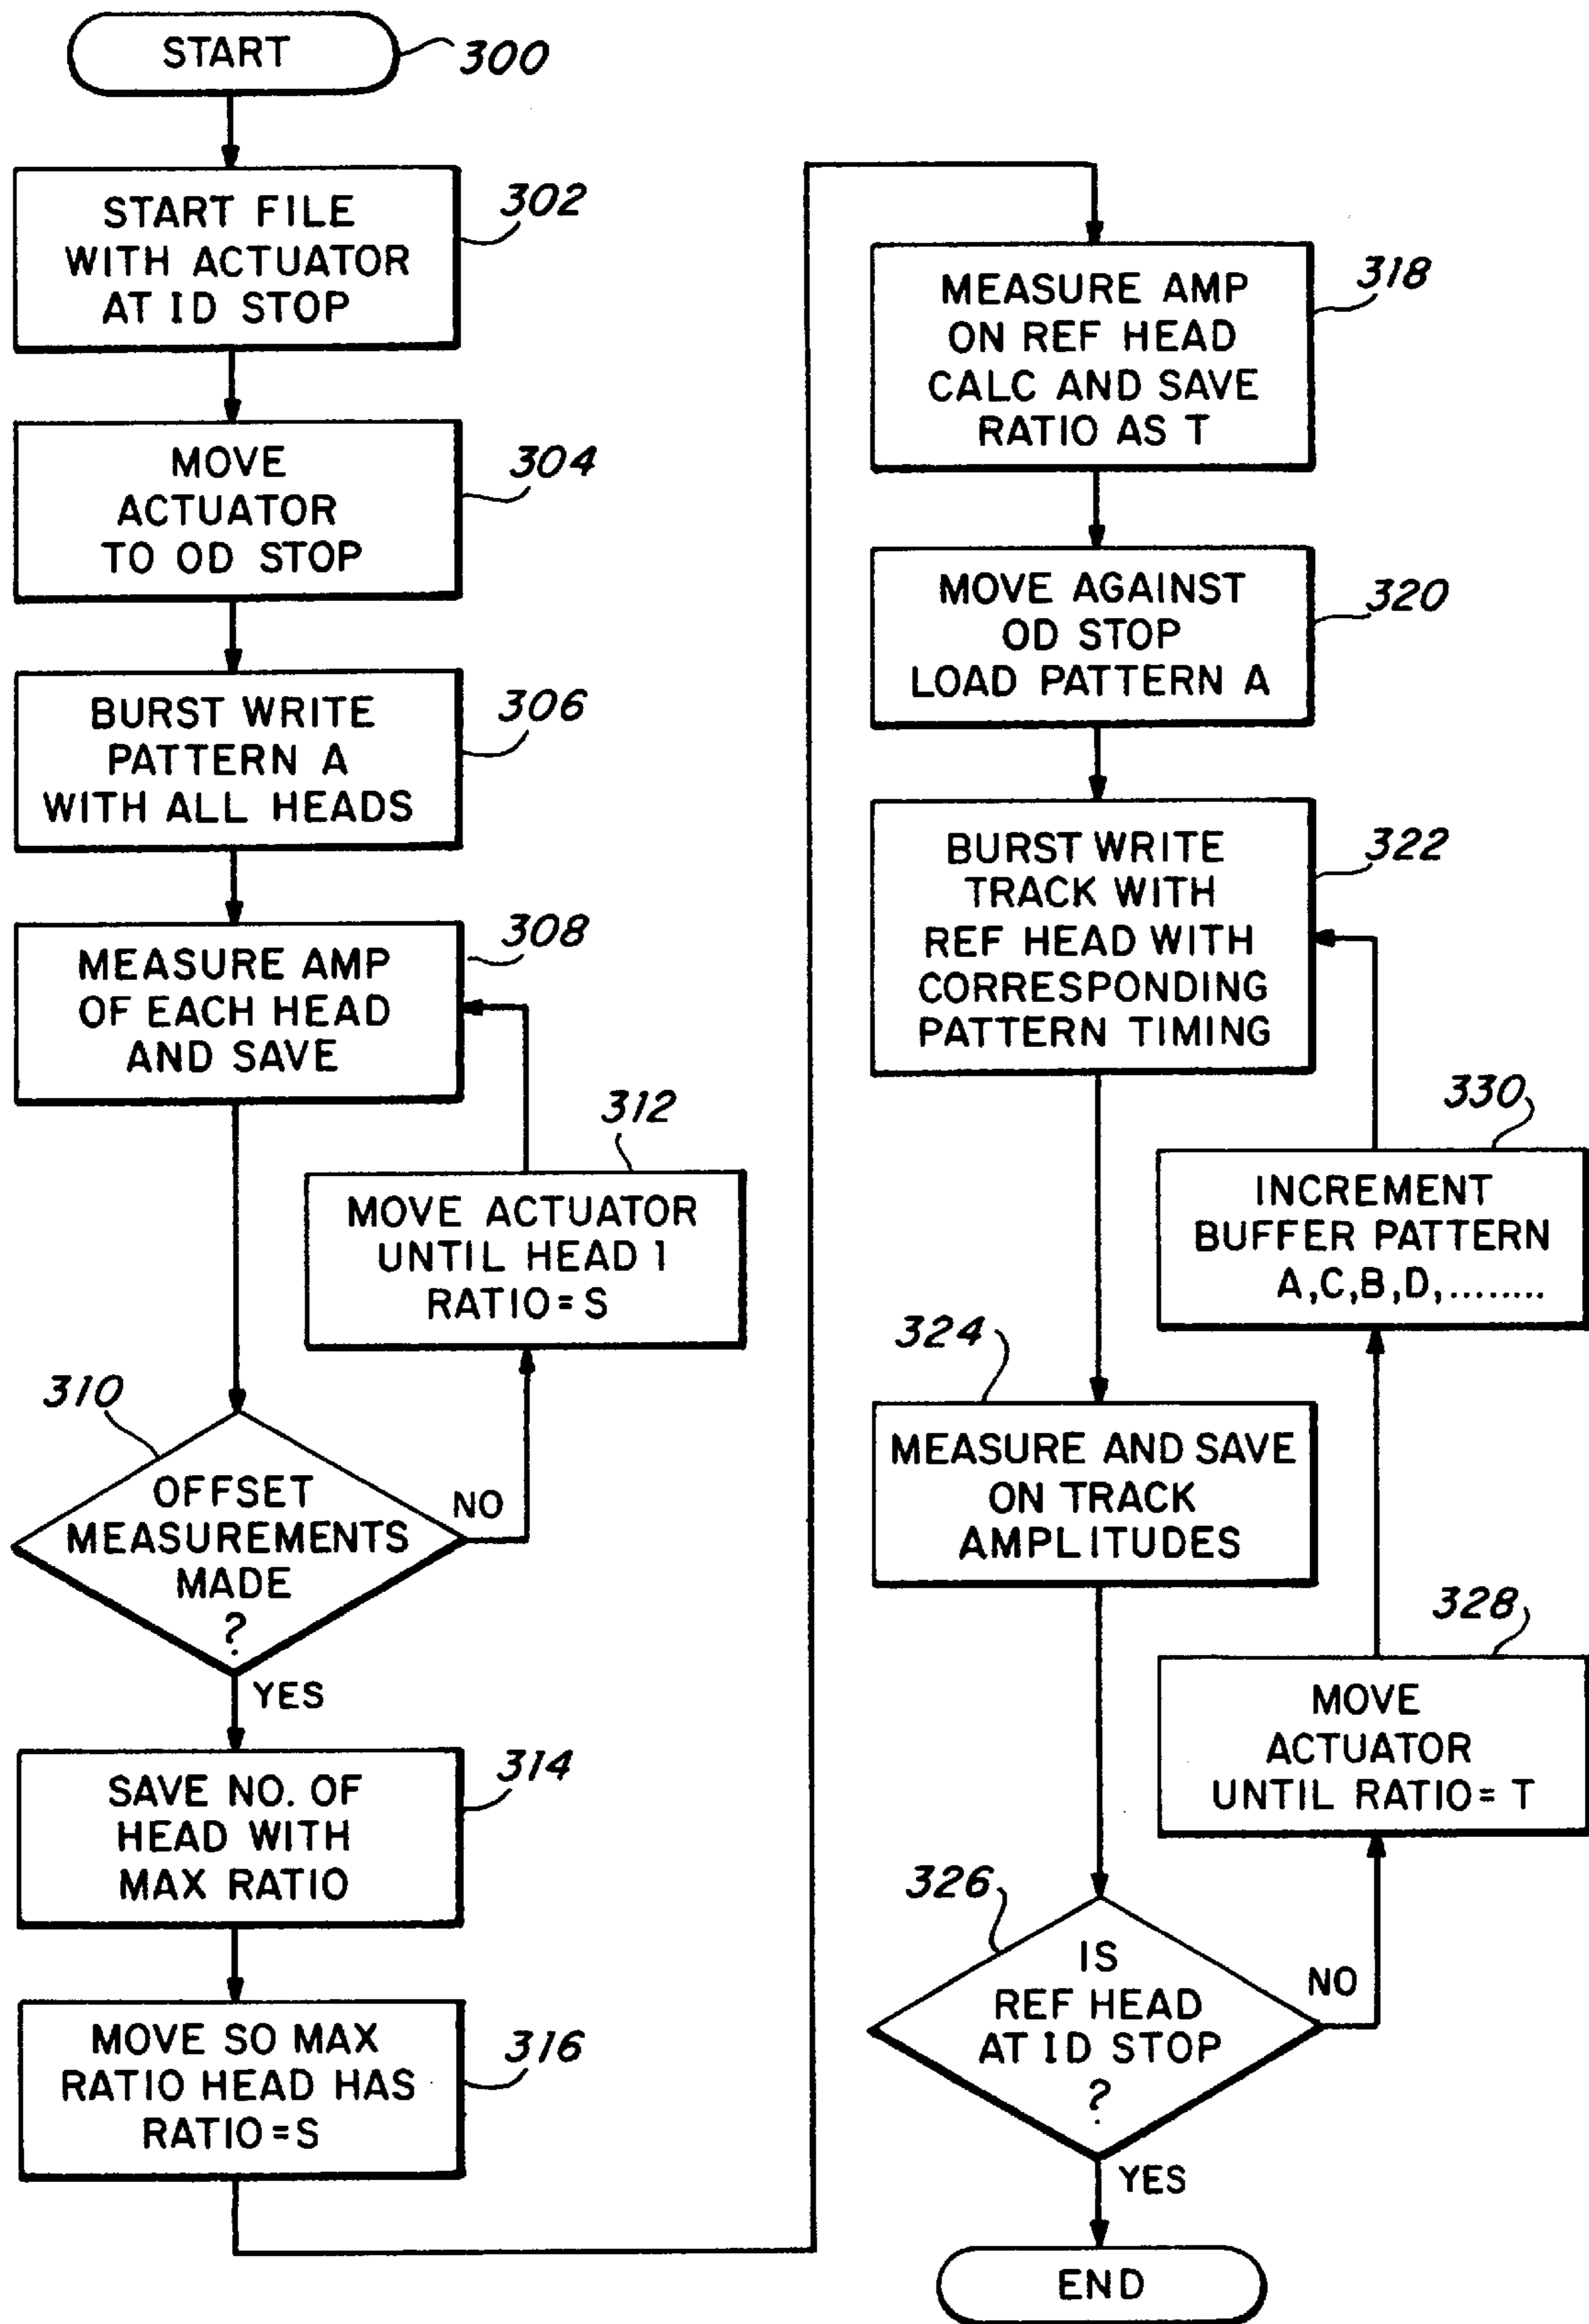 START
300
START FILE
WITH ACTUATOR
AT ID STOP
302
MOVE
ACTUATOR
TO OD STOP
304
BURST WRITE
PATTERN A
WITH ALL HEADS
306
MEASURE AMP
OF EACH HEAD
AND SAVE
308
312
MOVE ACTUATOR
UNTIL HEAD 1
RATIO=S
310
OFFSET
MEASUREMENTS
MADE
?
NO
YES
SAVE NO. OF
HEAD WITH
MAX RATIO
314
MOVE SO MAX
RATIO HEAD HAS
RATIO=S
316
MEASURE AMP
ON REF HEAD
CALC AND SAVE
RATIO AS T
318
MOVE AGAINST
OD STOP
LOAD PATTERN A
320
BURST WRITE
TRACK WITH
REF HEAD WITH
CORRESPONDING
PATTERN TIMING
322
330
INCREMENT
BUFFER PATTERN
A,C,B,D,........
324
MEASURE AND SAVE
ON TRACK
AMPLITUDES
328
MOVE
ACTUATOR
UNTIL RATIO= T
326
IS
REF HEAD
AT ID STOP
?
NO
YES
END